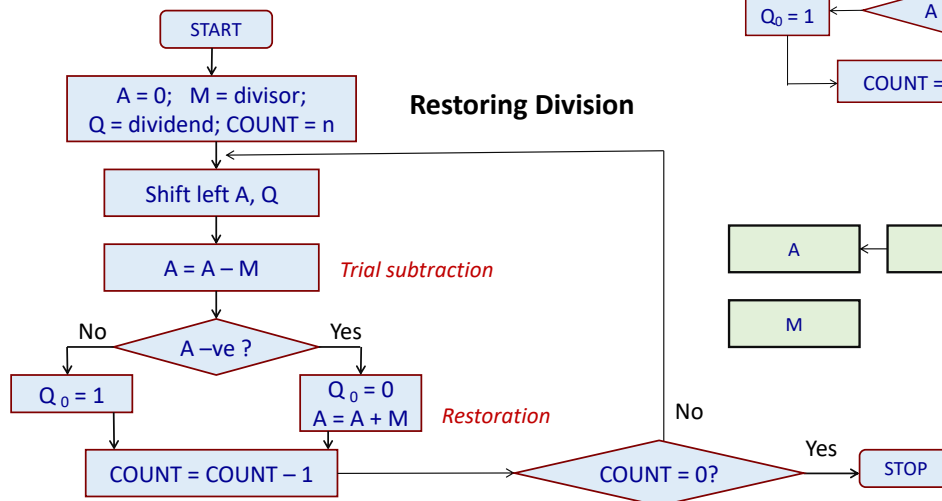 START
A = 0; M = divisor;
Q = dividend; COUNT = n
Restoring Division
Shift left A, Q
A = A – M
Trial subtraction
No
A –ve ?
Yes
Q 0 = 1
Q 0 = 0
A = A + M
Restoration
COUNT = COUNT – 1
COUNT = 0?
No
Yes
STOP
Q0 = 1
A
COUNT =
A
M